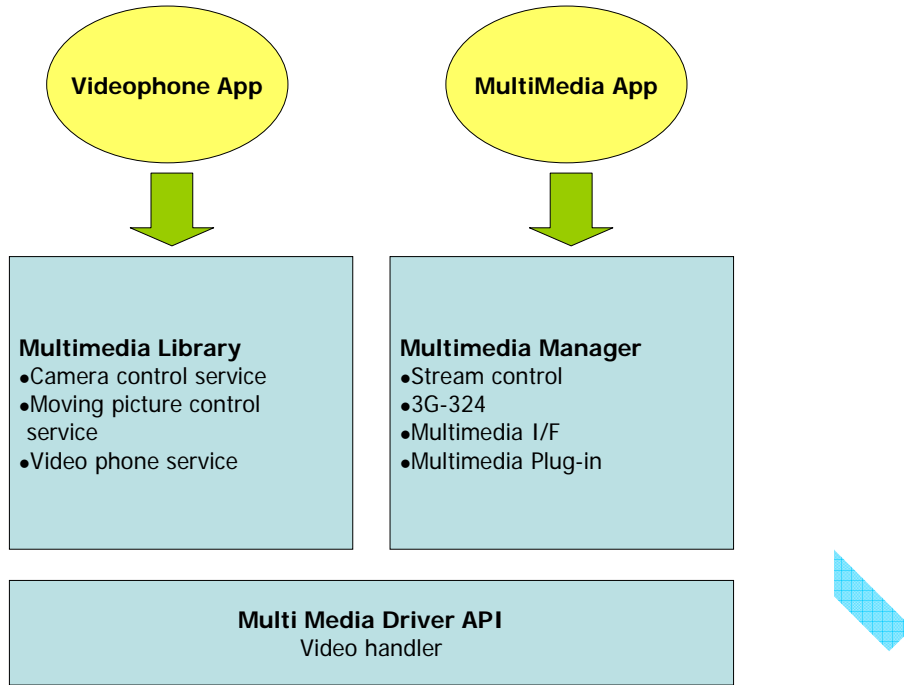 Videophone App
MultiMedia App
Multimedia Library
●Camera control service
●Moving picture control
service
●Video phone service
Multimedia Manager
●Stream control
●3G-324
●Multimedia I/F
●Multimedia Plug-in
Multi Media Driver API
Video handler